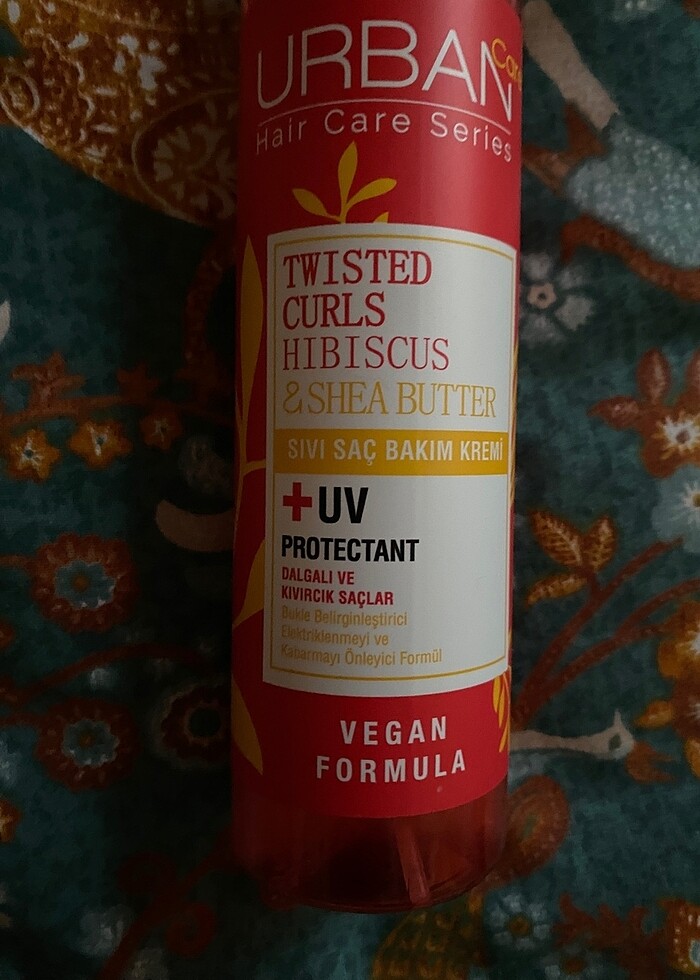 URBAN Care
Hair Care Series
TWISTED
CURLS
HIBISCUS
& SHEA BUTTER
SIVI SAÇ BAKIM KREMİ
+UV
PROTECTANT
DALGALI VE
KIVIRCIK SAÇLAR
Bukle Belirginleştirici
Elektriklenmeyi ve
Kabarmayı Önleyici Formül
VEGAN
FORMULA